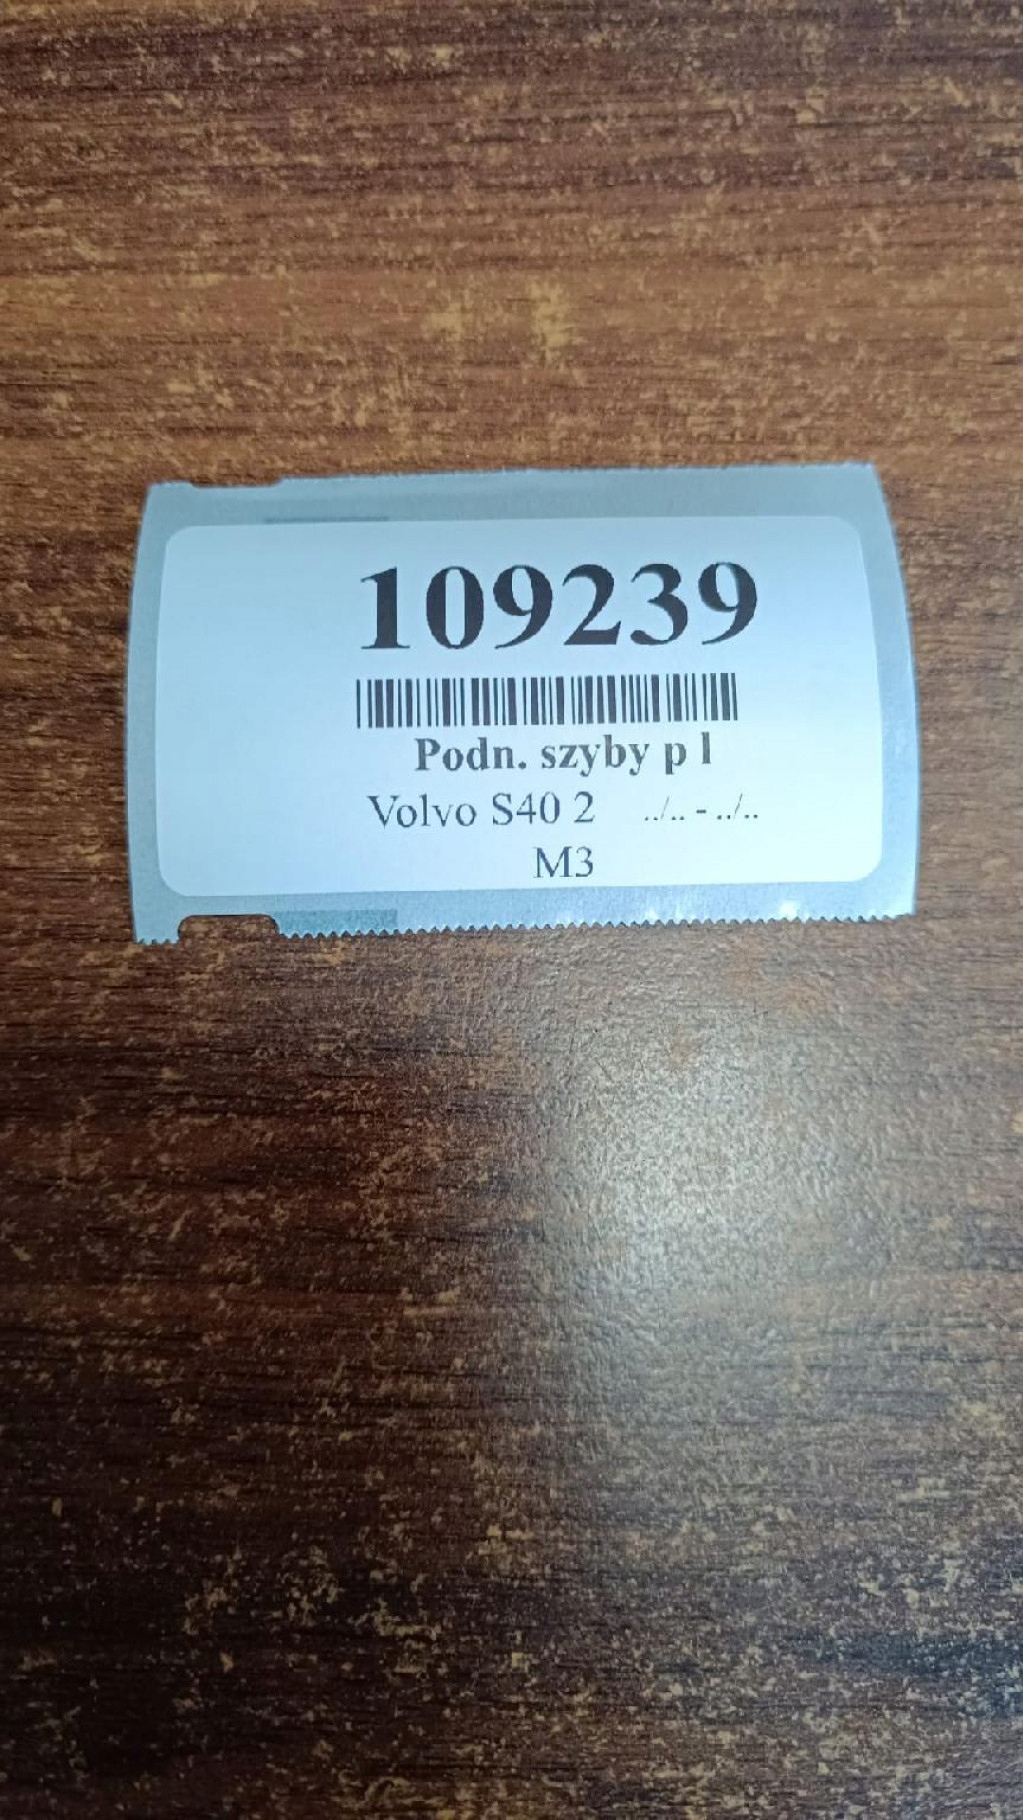 109239
Podn. szyby p l
Volvo S40 2 ../.. - ../..
M3